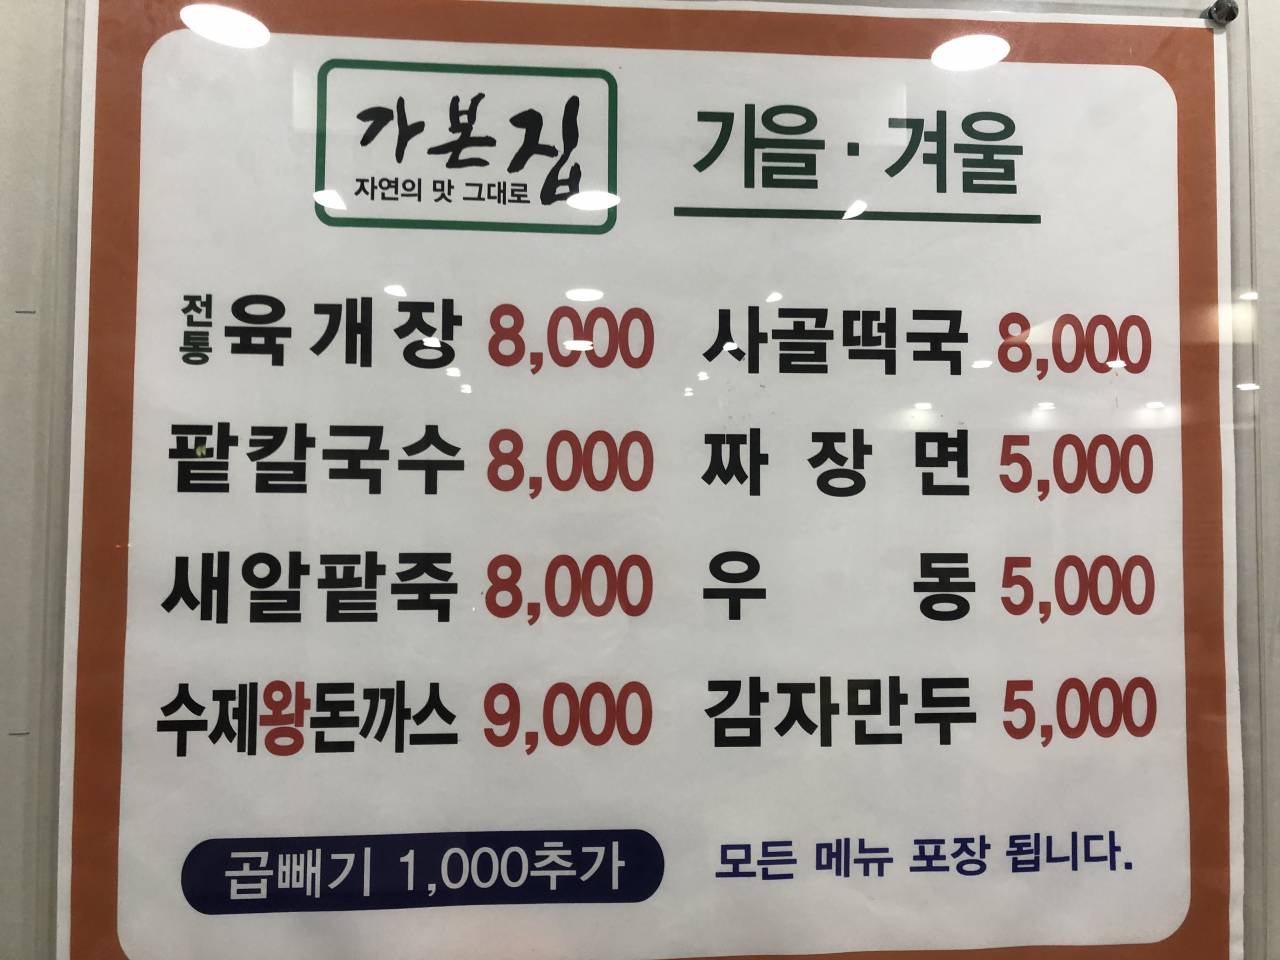 가본집
자연의 맛 그대로
가을 · 겨울
전통 육개장 8,000
팥칼국수 8,000
새알팥죽 8,000
수제왕돈까스 9,000
사골떡국 8,000
짜장면 5,000
우동 5,000
감자만두 5,000
곱빼기 1,000추가
모든 메뉴 포장 됩니다.